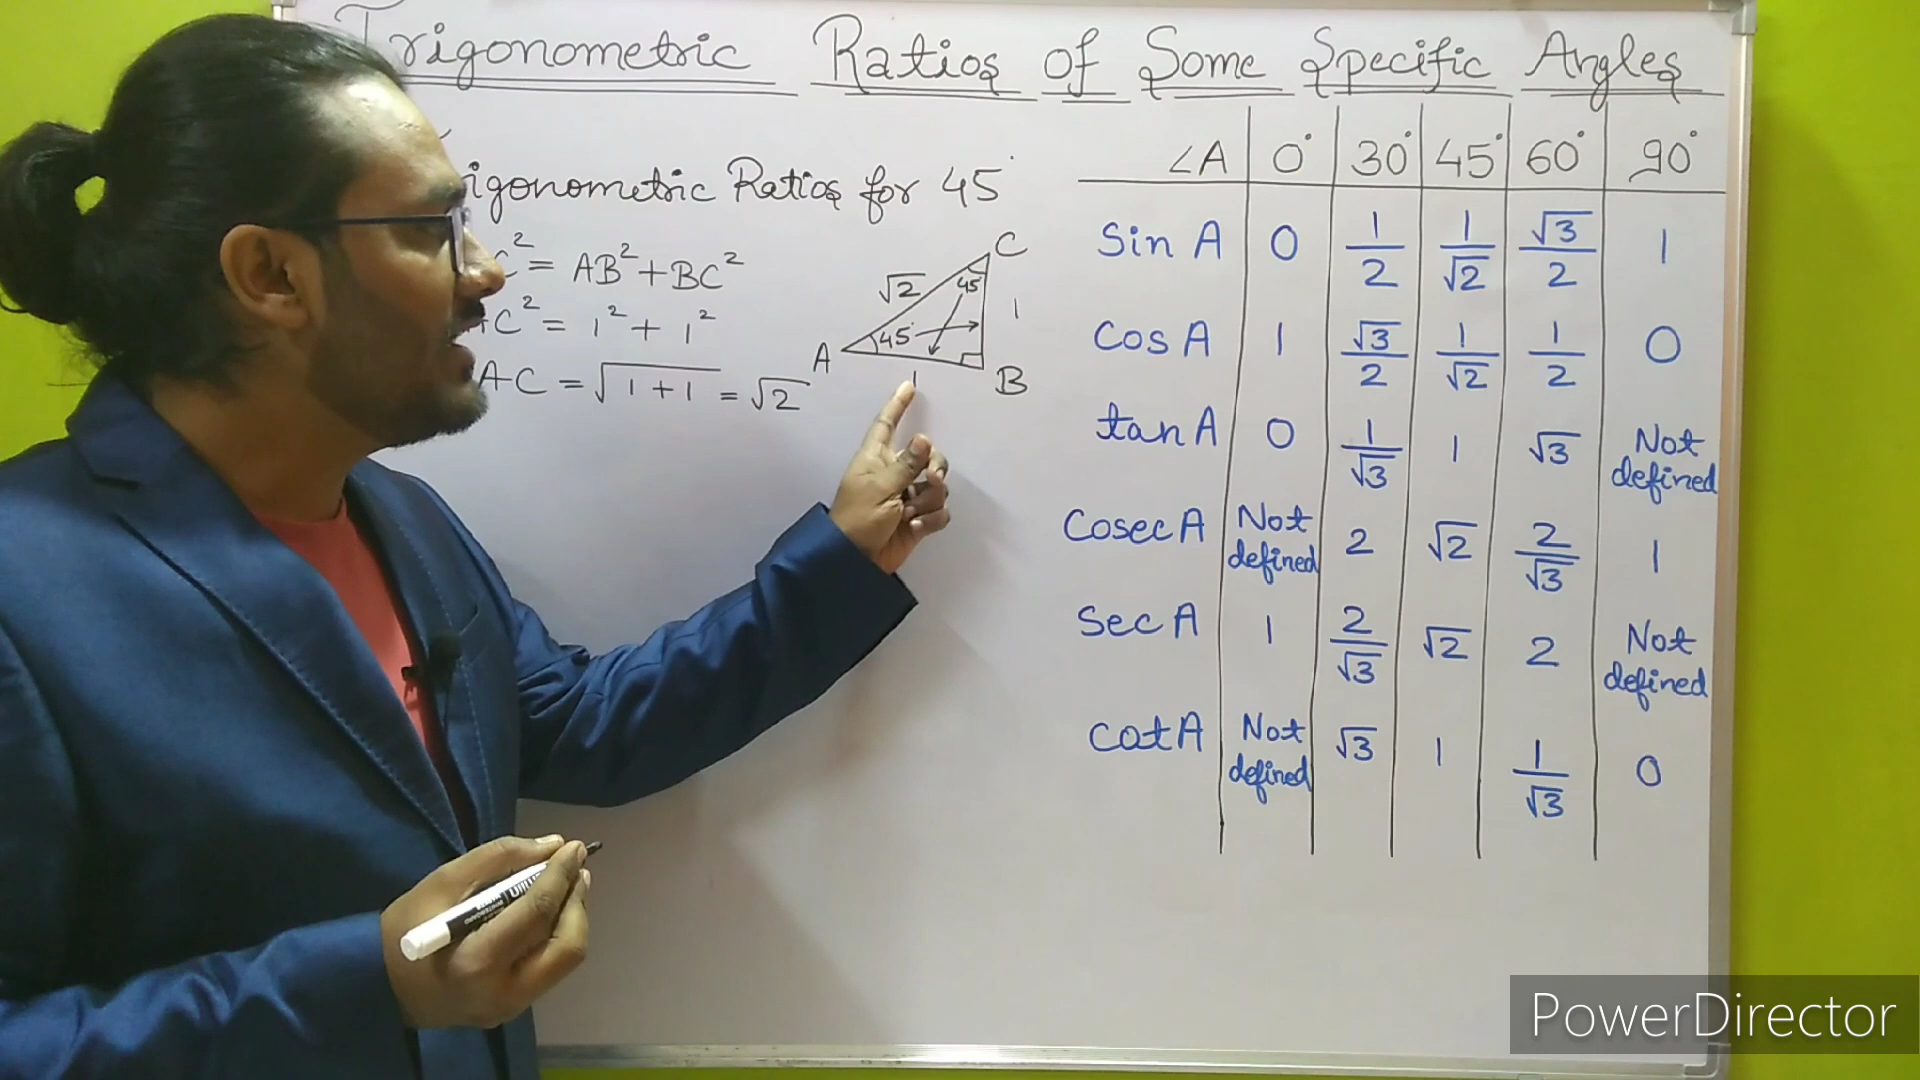 Trigonometric Ratios of Some Specific Angles
Trigonometric Ratios for 45°
C² = AB² + BC²
AC² = 1² + 1²
AC = √1 + 1 = √2
C
√2
45
1
45°
A
1
B
∠A 0° 30° 45° 60° 90°
Sin A 0 1/2 1/√2 √3/2 1
Cos A 1 √3/2 1/√2 1/2 0
tan A 0 1/√3 1 √3 Not defined
Cosec A Not defined 2 √2 2/√3 1
Sec A 1 2/√3 √2 2 Not defined
Cot A Not defined √3 1 1/√3 0
PowerDirector